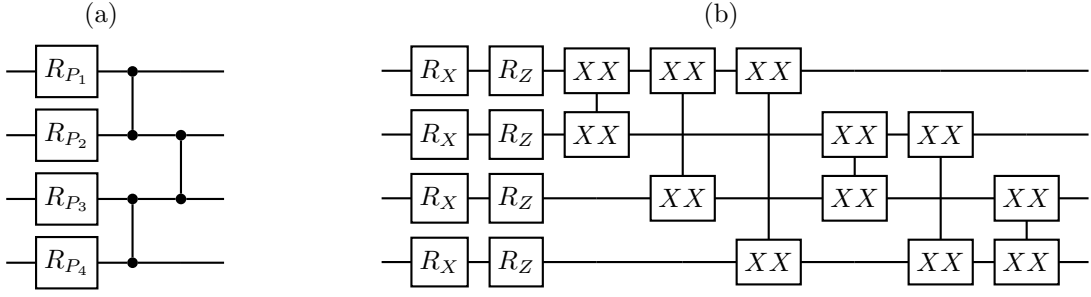 (a) (b)
R_{P_1} R_X R_Z XX XX XX
R_{P_2} R_X R_Z XX XX XX
R_{P_3} R_X R_Z XX XX XX
R_{P_4} R_X R_Z XX XX XX